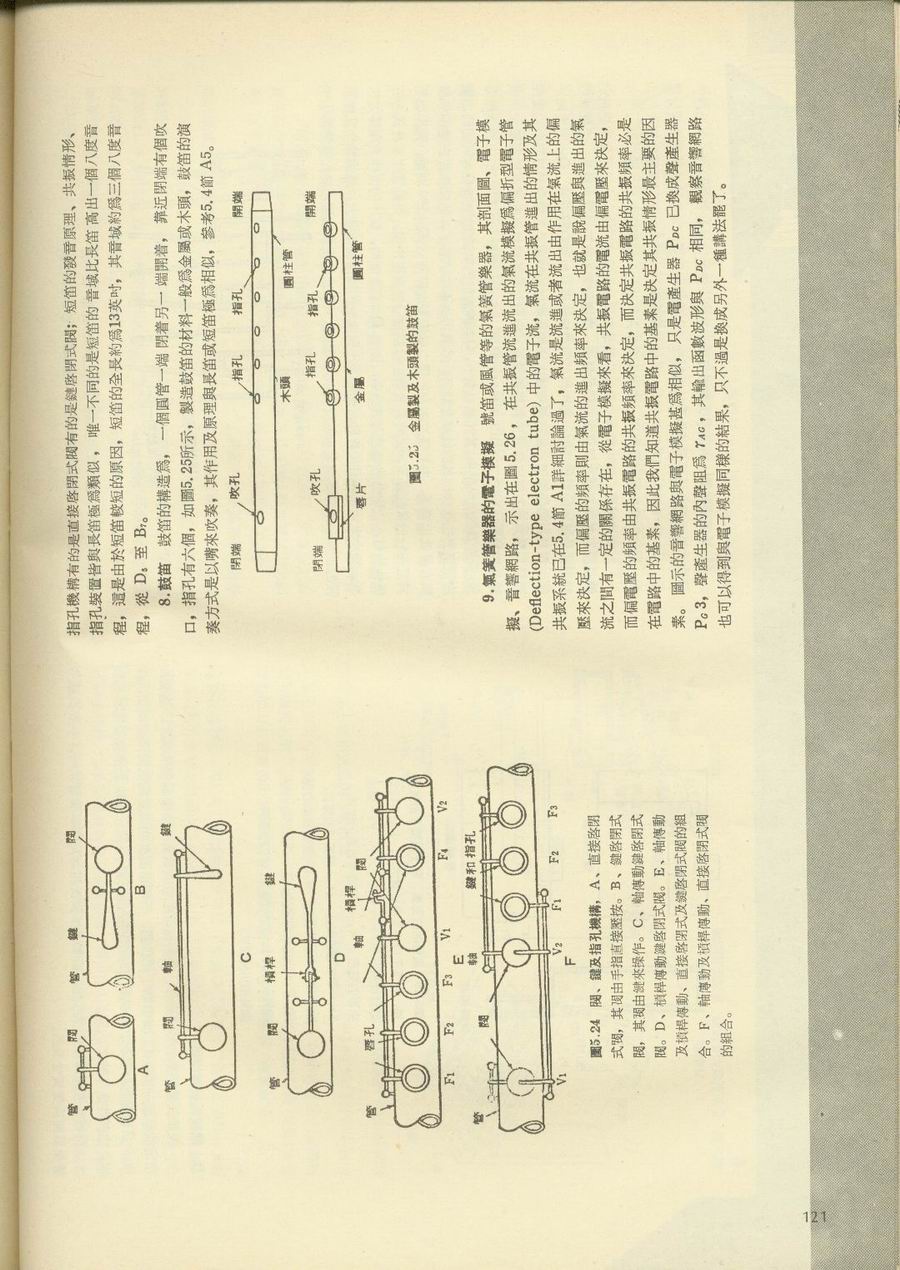 管
閥
A
管
鍵
閥
B
管
閥
軸
鍵
C
管
閥
槓桿
鍵
D
管
唇孔
軸
槓桿
閥
F1 F2 F3 V1 F4 V2
E
管
閥
軸
鍵和指孔
V1 V2 F1 F2 F3
F
圖5.24 閥、鍵及指孔機構，A、直接啓閉
式閥，其閥由手指直接壓按。B、鍵啓閉式
閥，其閥由鍵來操作。C、軸傳動鍵啓閉式
閥。D、槓桿傳動鍵啓閉式閥。E、軸傳動
及槓桿傳動、直接啓閉式及鍵啓閉式閥的組
合。F、軸傳動及槓桿傳動、直接啓閉式閥
的組合。
指孔機構有的是直接啓閉式閥有的是鍵啓閉式閥；短笛的發音原理、共振情形、
指孔裝置皆與長笛極爲類似，唯一不同的是短笛的音域比長笛高出一個八度音
程，這是由於短笛較短的原因，短笛的全長約爲13英吋，其音域約爲三個八度音
程，從 D5 至 B7。
8.鼓笛　鼓笛的構造爲，一個圓管一端閉着另一端開着，靠近閉端有個吹
口，指孔有六個，如圖5.25所示，製造鼓笛的材料一般爲金屬或木頭，鼓笛的演
奏方式是以嘴來吹奏，其作用及原理與長笛或短笛極爲相似，參考5.4節 A5。
閉端
吹孔
指孔
指孔
開端
木頭
圓柱管
閉端
吹孔
指孔
指孔
開端
唇片
金屬
圓柱管
圖5.25 金屬製及木頭製的鼓笛
9.氣簧管樂器的電子模擬　號笛或風管等的氣簧管樂器，其剖面圖、電子模
擬、音響網路，示出在圖 5.26，在共振管流進流出的氣流模擬爲偏折型電子管
(Deflection-type electron tube) 中的電子流，氣流在共振管進出的情形及其
共振系統已在5.4節 A1詳細討論過了，氣流是流進或者流出由作用在氣流上的偏
壓來決定，而偏壓的頻率則由氣流的進出頻率來決定，也就是說偏壓與進出的氣
流之間有一定的關係存在，從電子模擬來看，共振電路的電流由偏電壓來決定，
而偏電壓的頻率由共振電路的共振頻率來決定，而決定共振電路的共振頻率必是
在電路中的基素，因此我們知道共振電路中的基素是決定其共振情形最主要的因
素。圖示的音響網路與電子模擬甚爲相似，只是電產生器 PDC 已換成聲產生器
PG3，聲產生器的內聲阻爲 rAG，其輸出函數波形與 PDC 相同，觀察音響網路
也可以得到與電子模擬同樣的結果，只不過是換成另外一種講法罷了。
121